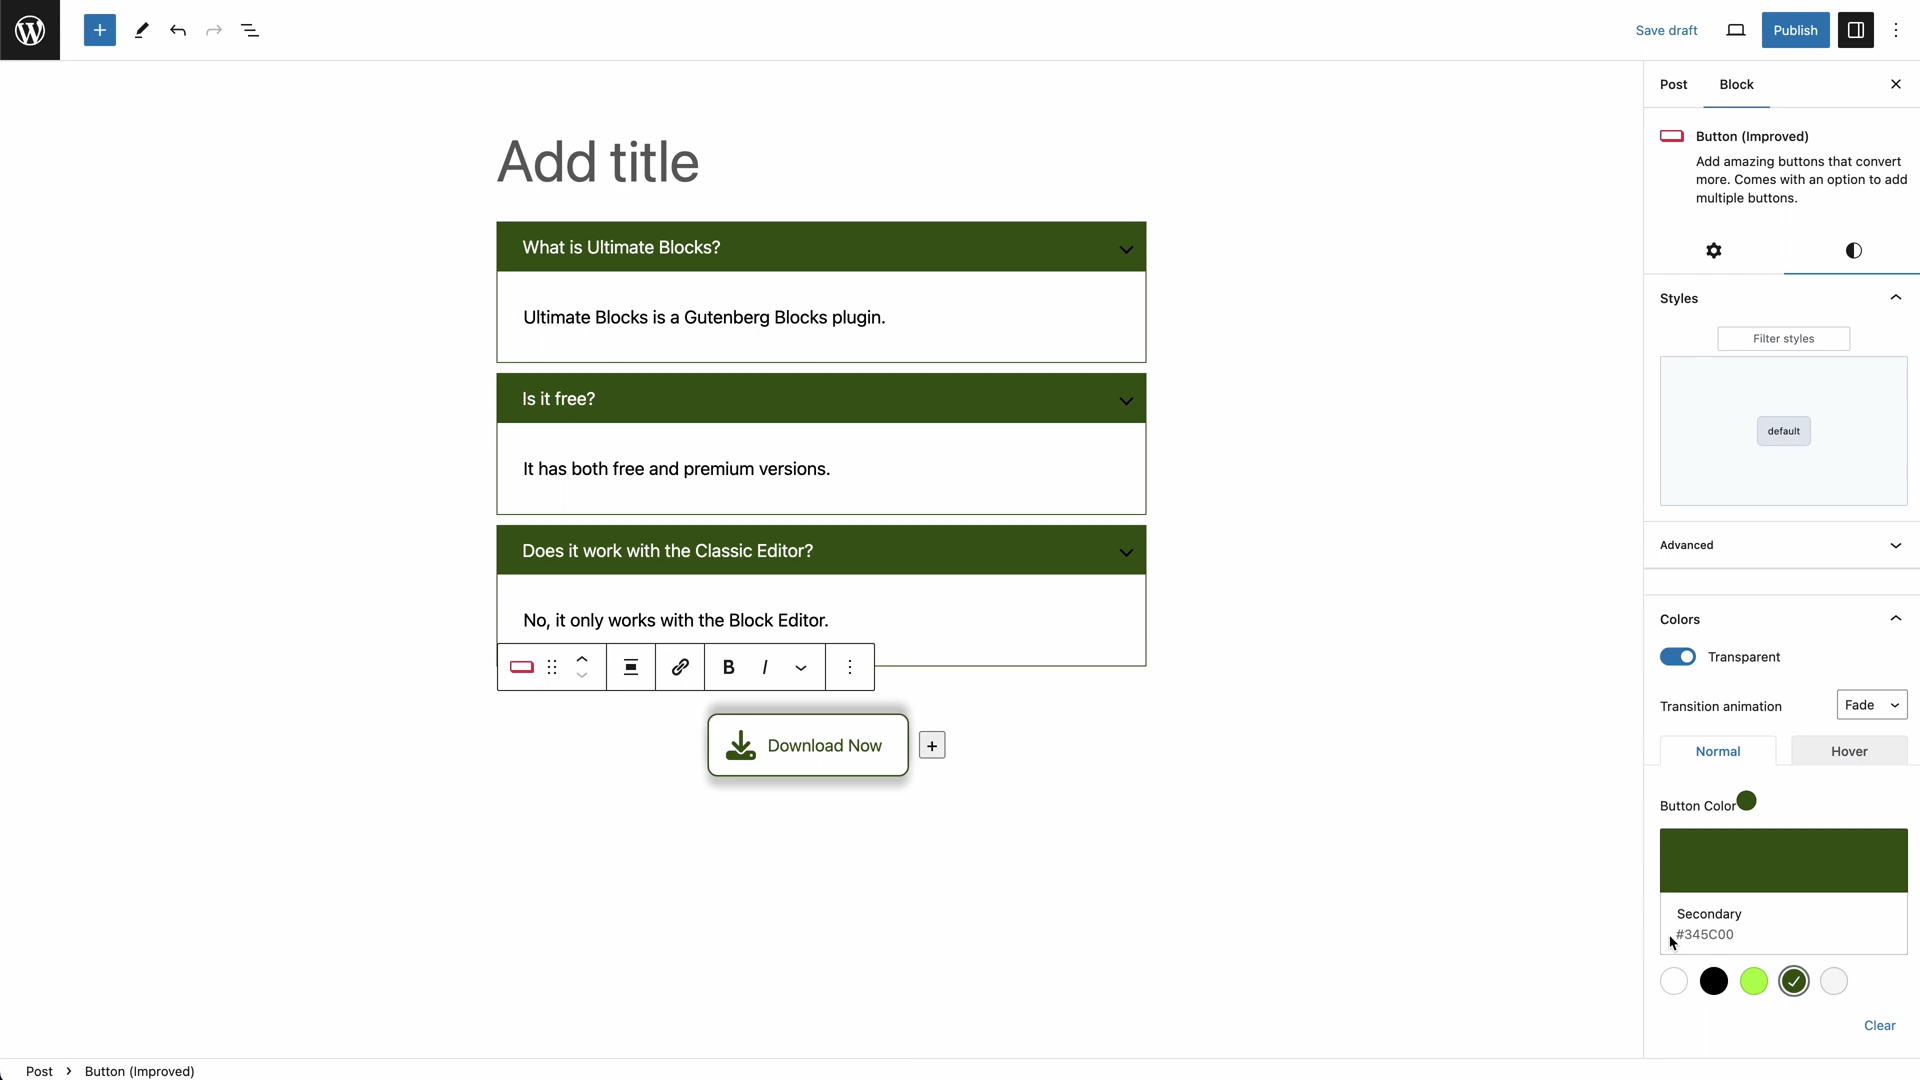 Save draft
Publish
Post
Block
Add title
Button (Improved)
Add amazing buttons that convert
more. Comes with an option to add
multiple buttons.
What is Ultimate Blocks?
Ultimate Blocks is a Gutenberg Blocks plugin.
Styles
Filter styles
default
Is it free?
It has both free and premium versions.
Does it work with the Classic Editor?
No, it only works with the Block Editor.
Advanced
Colors
Transparent
B I
Transition animation
Fade
Normal
Hover
Download Now
+
Button Color
Secondary
#345C00
Clear
Post > Button (Improved)